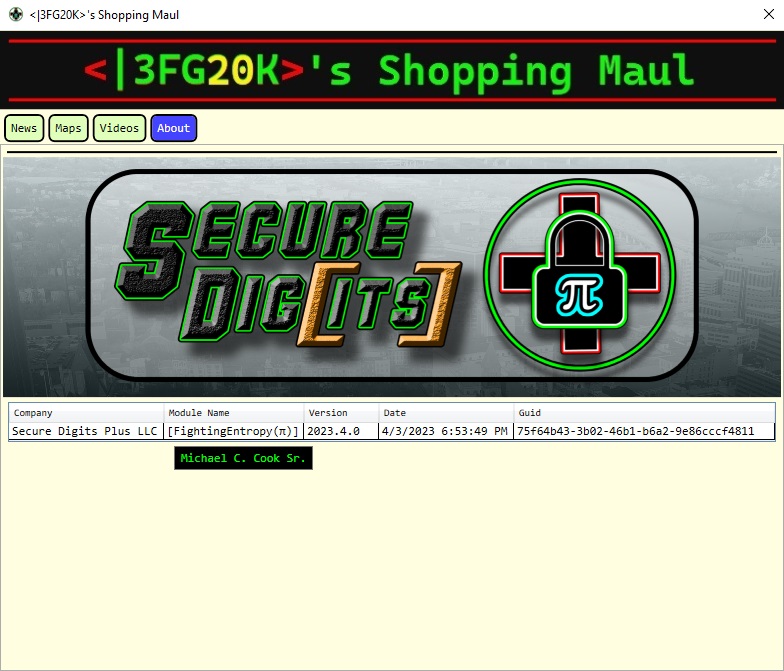 <|3FG20K>'s Shopping Maul
<|3FG20K>'s Shopping Maul
News Maps Videos About
SECURE
DIG[ITS]
π
Company Module Name Version Date Guid
Secure Digits Plus LLC [FightingEntropy(π)] 2023.4.0 4/3/2023 6:53:49 PM 75f64b43-3b02-46b1-b6a2-9e86cccf4811
Michael C. Cook Sr.